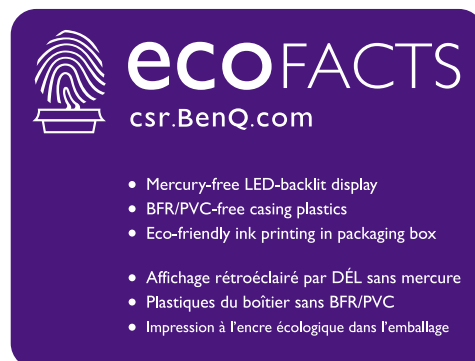 ecoFACTS
csr.BenQ.com
• Mercury-free LED-backlit display
• BFR/PVC-free casing plastics
• Eco-friendly ink printing in packaging box
• Affichage rétroéclairé par DÉL sans mercure
• Plastiques du boîtier sans BFR/PVC
• Impression à l'encre écologique dans l'emballage